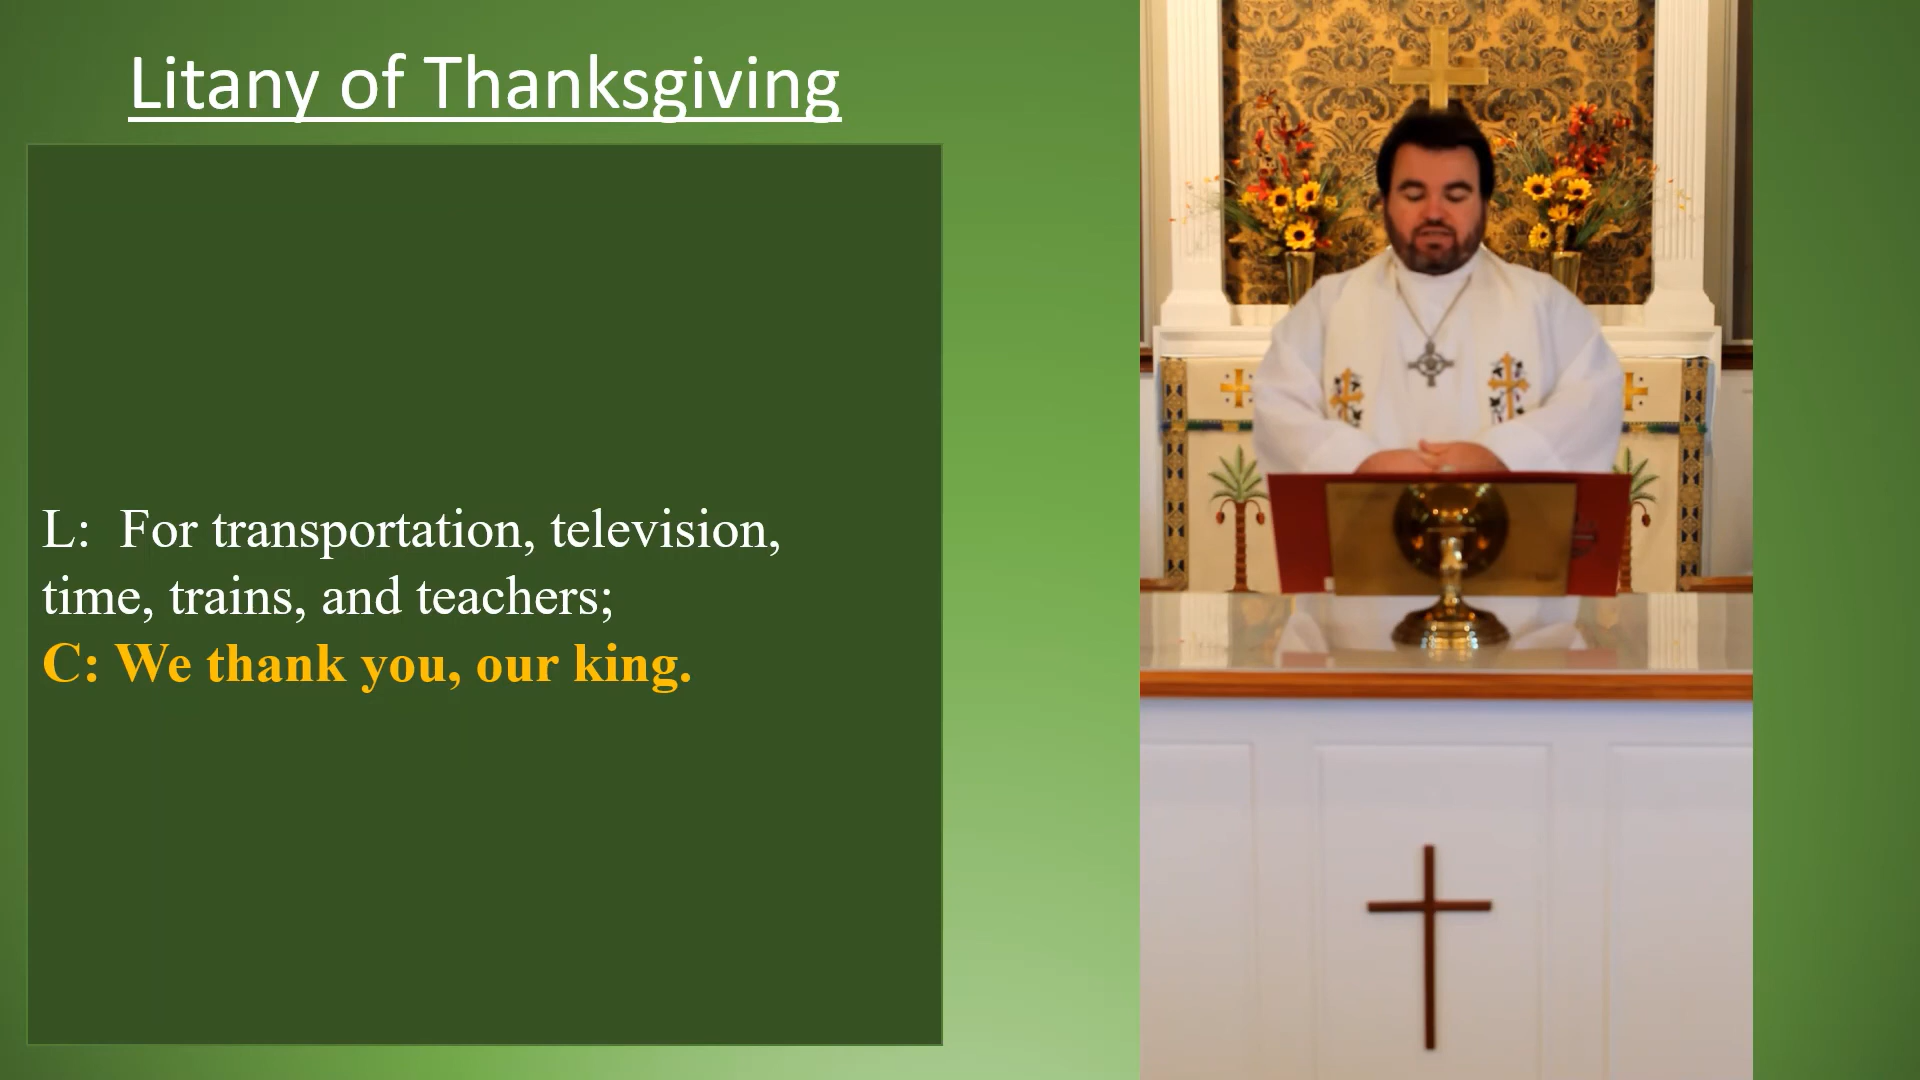 Litany of Thanksgiving
L:  For transportation, television,
time, trains, and teachers;
C: We thank you, our king.